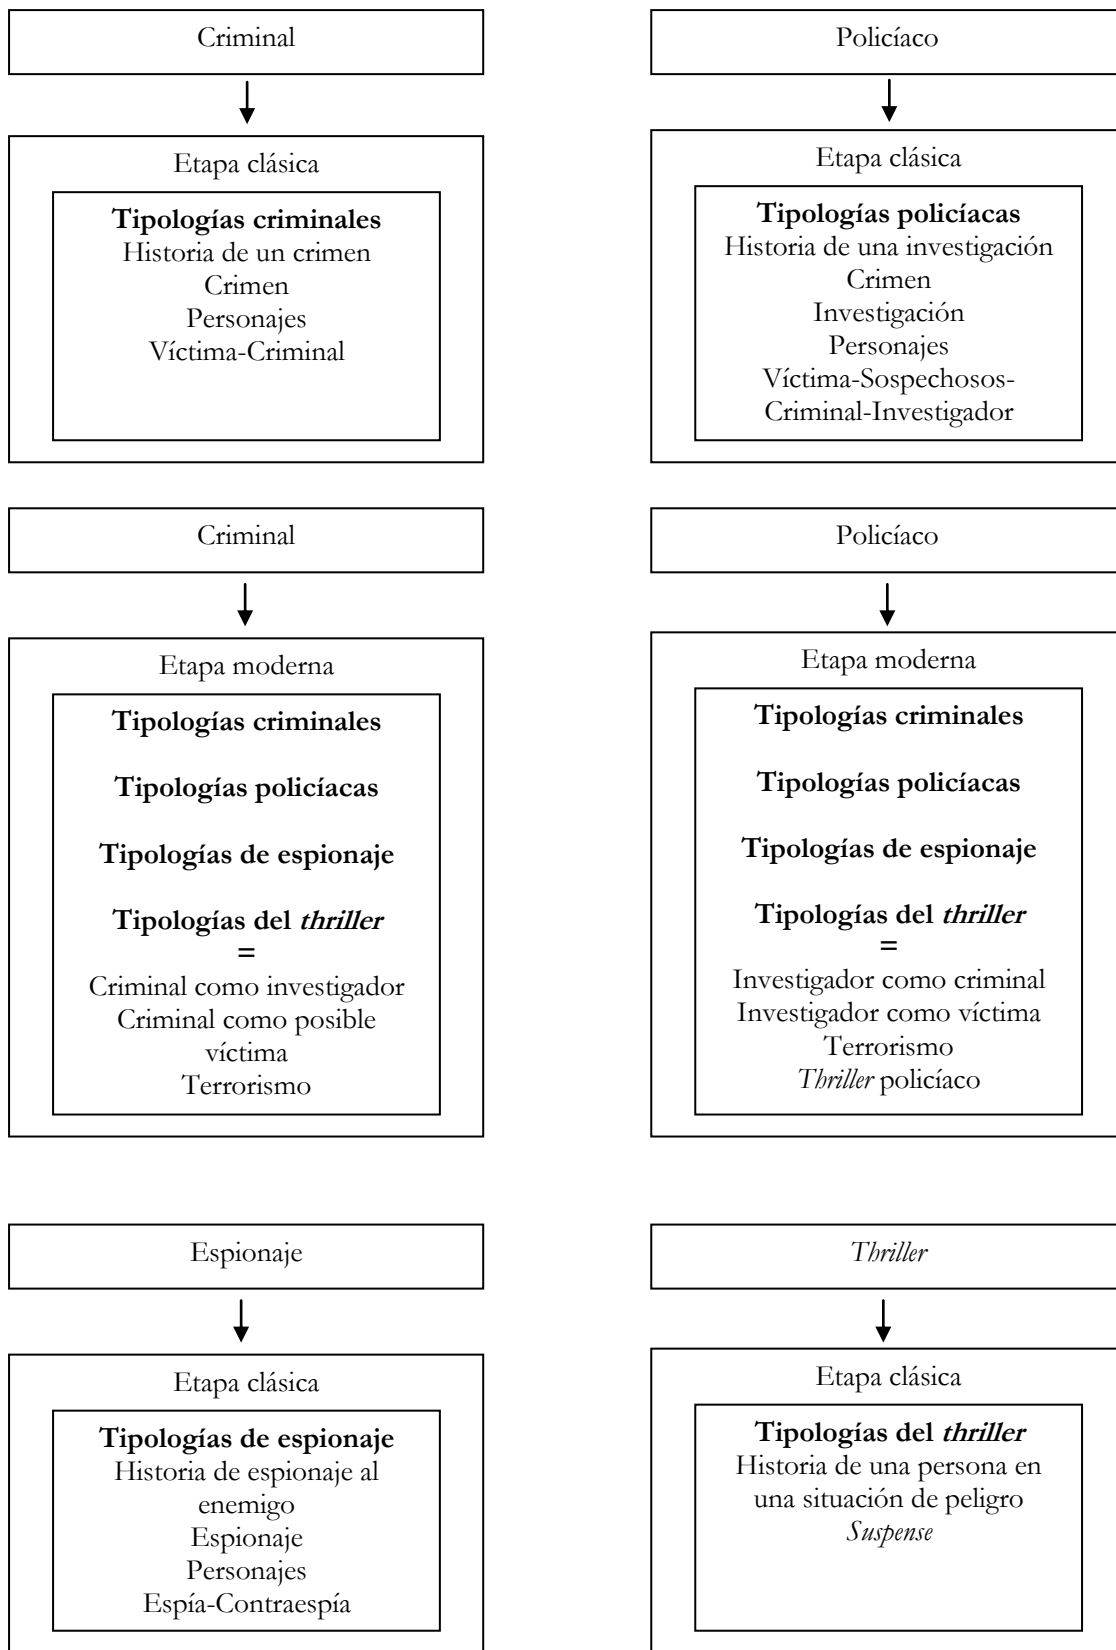 Criminal
Etapa clásica
Tipologías criminales
Historia de un crimen
Crimen
Personajes
Víctima-Criminal
Policíaco
Etapa clásica
Tipologías policíacas
Historia de una investigación
Crimen
Investigación
Personajes
Víctima-Sospechosos-
Criminal-Investigador
Criminal
Etapa moderna
Tipologías criminales
Tipologías policíacas
Tipologías de espionaje
Tipologías del thriller
=
Criminal como investigador
Criminal como posible
víctima
Terrorismo
Policíaco
Etapa moderna
Tipologías criminales
Tipologías policíacas
Tipologías de espionaje
Tipologías del thriller
=
Investigador como criminal
Investigador como víctima
Terrorismo
Thriller policíaco
Espionaje
Etapa clásica
Tipologías de espionaje
Historia de espionaje al
enemigo
Espionaje
Personajes
Espía-Contraespía
Thriller
Etapa clásica
Tipologías del thriller
Historia de una persona en
una situación de peligro
Suspense